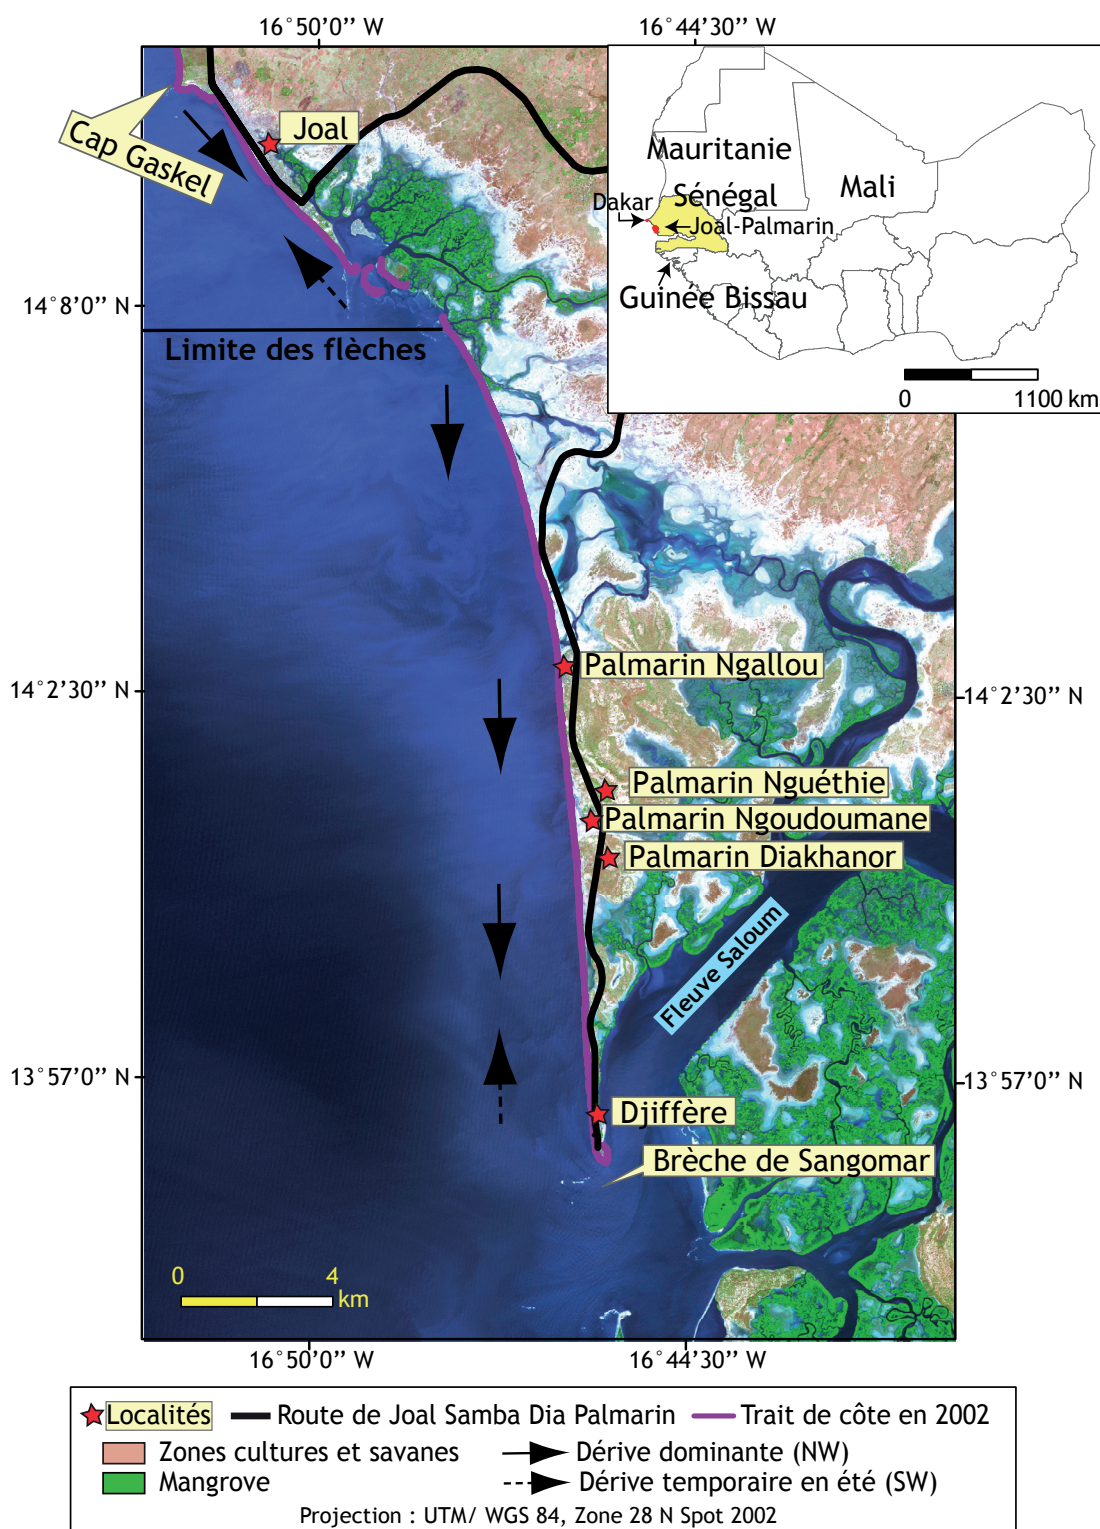 16°50'0'' W
16°44'30'' W
Cap Gaskel
Joal
Mauritanie
Mali
Sénégal
Dakar
Joal-Palmarin
Guinée Bissau
0 1100 km
14°8'0'' N
Limite des flèches
Palmarin Ngallou
14°2'30'' N
14°2'30'' N
Palmarin Nguéthie
Palmarin Ngoudoumane
Palmarin Diakhanor
Fleuve Saloum
13°57'0'' N
13°57'0'' N
Djiffère
Brèche de Sangomar
0 4
km
16°50'0'' W
16°44'30'' W
Localités Route de Joal Samba Dia Palmarin Trait de côte en 2002
Zones cultures et savanes Dérive dominante (NW)
Mangrove Dérive temporaire en été (SW)
Projection : UTM/ WGS 84, Zone 28 N Spot 2002